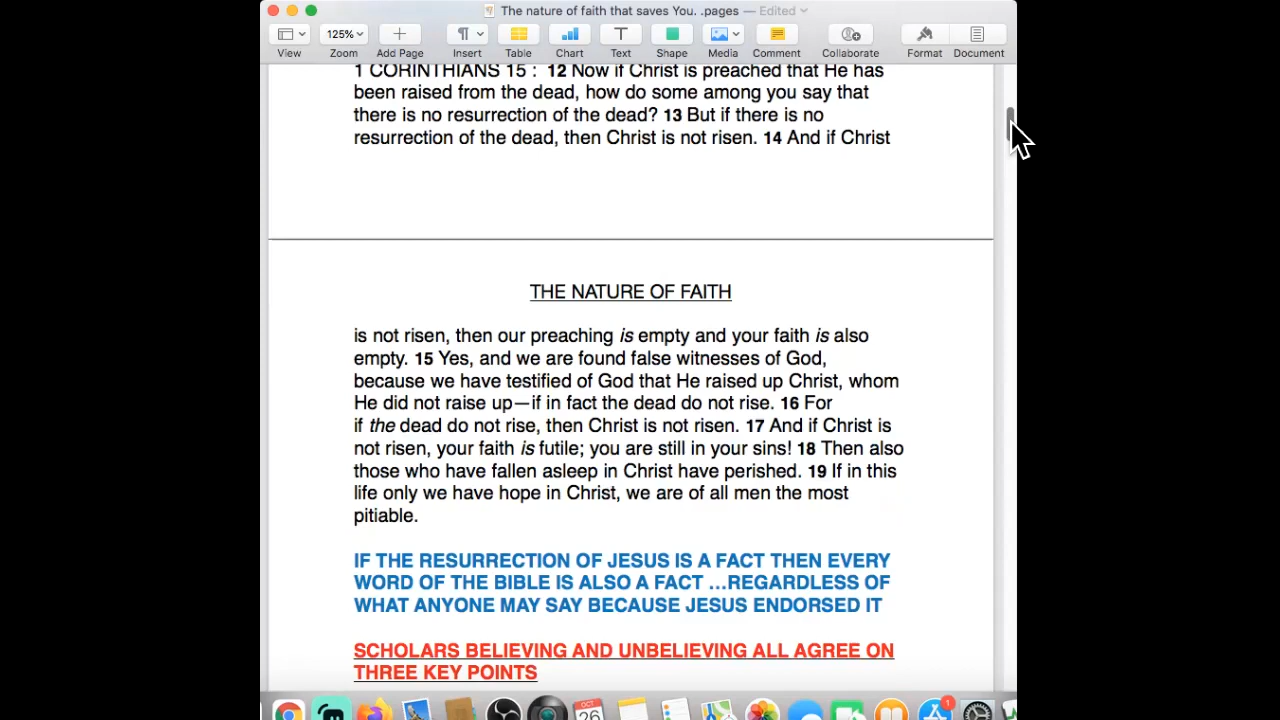 The nature of faith that saves You. .pages — Edited
125%
View Zoom Add Page Insert Table Chart Text Shape Media Comment Collaborate Format Document
1 CORINTHIANS 15 : 12 Now if Christ is preached that He has
been raised from the dead, how do some among you say that
there is no resurrection of the dead? 13 But if there is no
resurrection of the dead, then Christ is not risen. 14 And if Christ
THE NATURE OF FAITH
is not risen, then our preaching is empty and your faith is also
empty. 15 Yes, and we are found false witnesses of God,
because we have testified of God that He raised up Christ, whom
He did not raise up—if in fact the dead do not rise. 16 For
if the dead do not rise, then Christ is not risen. 17 And if Christ is
not risen, your faith is futile; you are still in your sins! 18 Then also
those who have fallen asleep in Christ have perished. 19 If in this
life only we have hope in Christ, we are of all men the most
pitiable.
IF THE RESURRECTION OF JESUS IS A FACT THEN EVERY
WORD OF THE BIBLE IS ALSO A FACT ...REGARDLESS OF
WHAT ANYONE MAY SAY BECAUSE JESUS ENDORSED IT
SCHOLARS BELIEVING AND UNBELIEVING ALL AGREE ON
THREE KEY POINTS
OCT
26
1